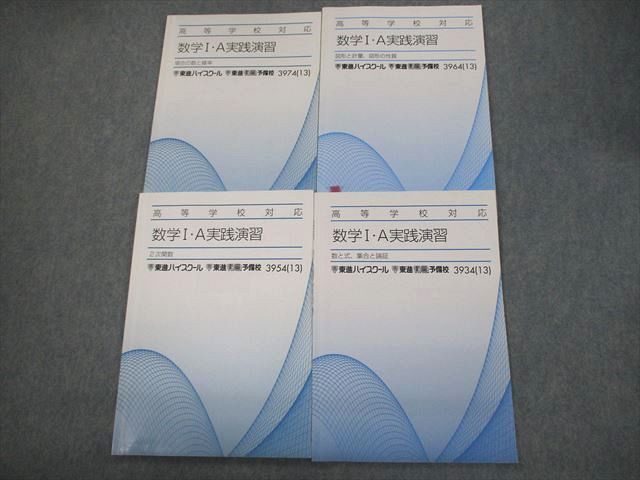 高等学校対応
数学Ⅰ・A実践演習
場合の数と確率
東進ハイスクール 東進衛星予備校 3974(13)
高等学校対応
数学Ⅰ・A実践演習
図形と計量、図形の性質
東進ハイスクール 東進衛星予備校 3964(13)
高等学校対応
数学Ⅰ・A実践演習
2次関数
東進ハイスクール 東進衛星予備校 3954(13)
高等学校対応
数学Ⅰ・A実践演習
数と式、集合と論証
東進ハイスクール 東進衛星予備校 3934(13)